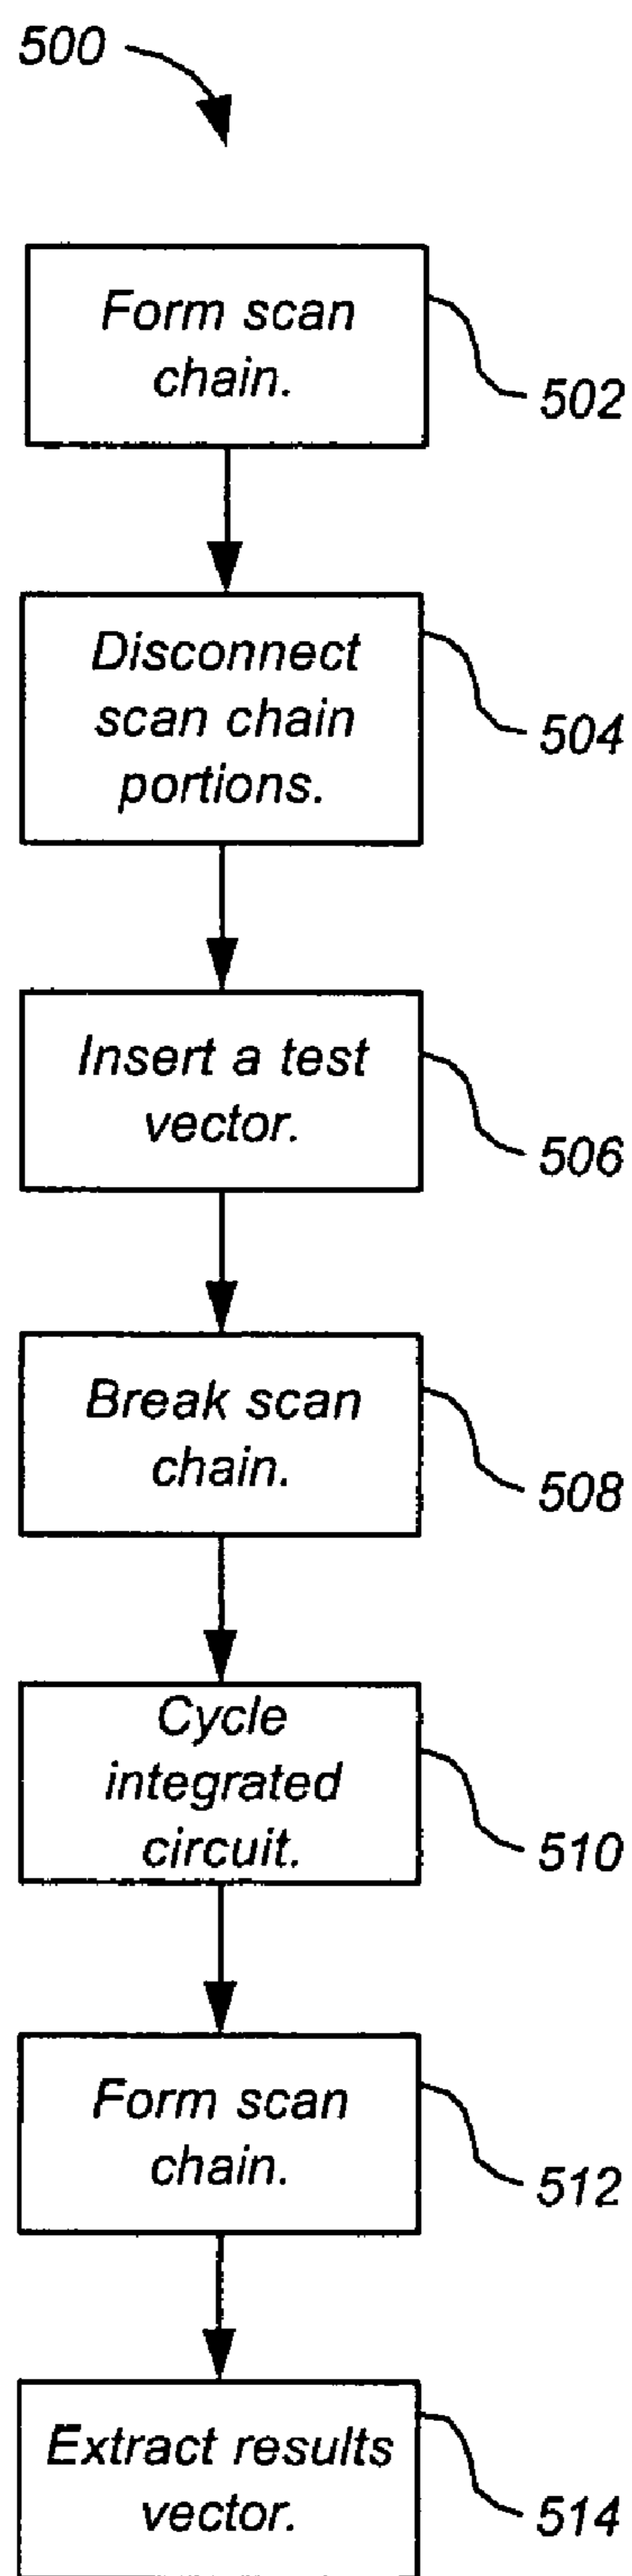 500
Form scan
chain.
502
Disconnect
scan chain
portions.
504
Insert a test
vector.
506
Break scan
chain.
508
Cycle
integrated
circuit.
510
Form scan
chain.
512
Extract results
vector.
514